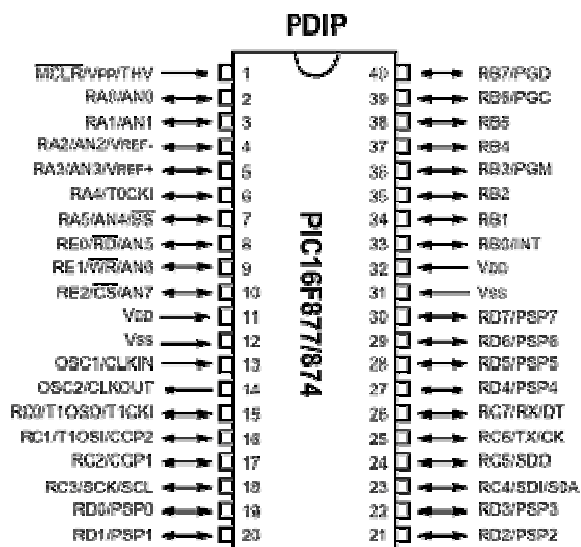 PDIP
MCLR/VPP/THV 1 40 RB7/PGD
RA0/AN0 2 39 RB6/PGC
RA1/AN1 3 38 RB5
RA2/AN2/VREF- 4 37 RB4
RA3/AN3/VREF+ 5 36 RB3/PGM
RA4/T0CKI 6 35 RB2
RA5/AN4/SS 7 34 RB1
RE0/RD/AN5 8 33 RB0/INT
RE1/WR/AN6 9 32 VDD
RE2/CS/AN7 10 31 VSS
VDD 11 30 RD7/PSP7
VSS 12 29 RD6/PSP6
OSC1/CLKIN 13 28 RD5/PSP5
OSC2/CLKOUT 14 27 RD4/PSP4
RC0/T1OSO/T1CKI 15 26 RC7/RX/DT
RC1/T1OSI/CCP2 16 25 RC6/TX/CK
RC2/CCP1 17 24 RC5/SDO
RC3/SCK/SCL 18 23 RC4/SDI/SDA
RD0/PSP0 19 22 RD3/PSP3
RD1/PSP1 20 21 RD2/PSP2
PIC16F877/874